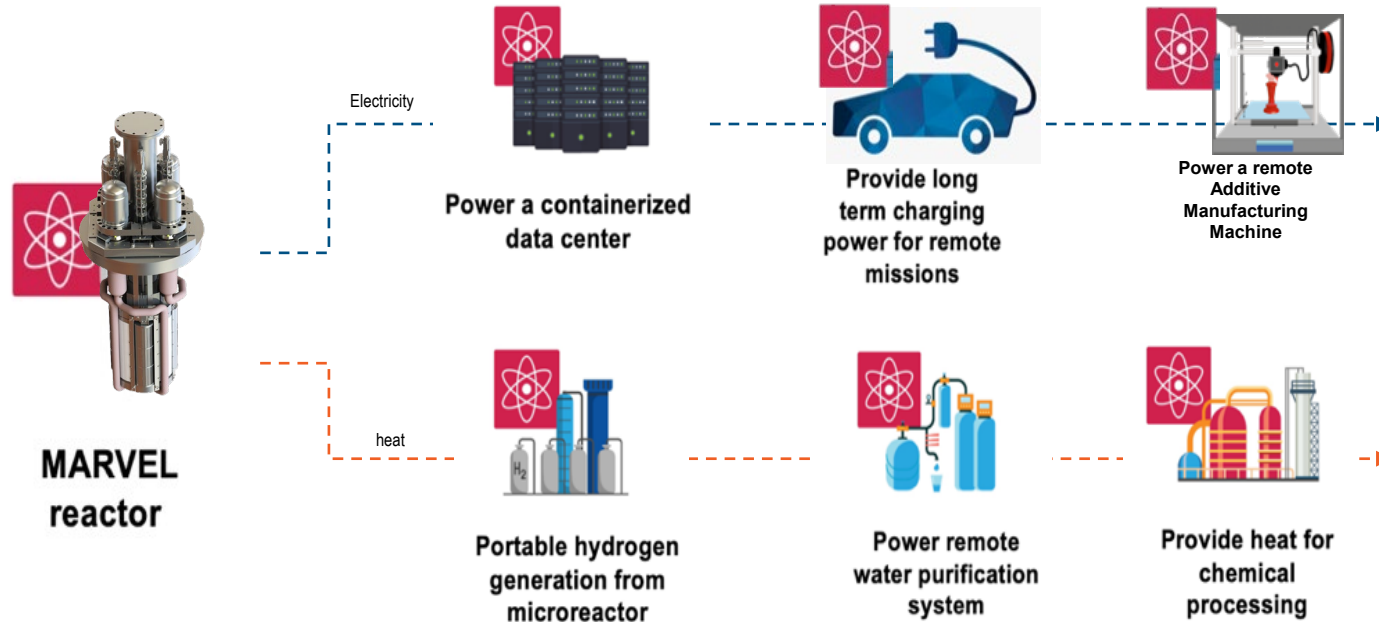 Electricity
Power a containerized
data center
Provide long
term charging
power for remote
missions
Power a remote
Additive
Manufacturing
Machine
MARVEL
reactor
heat
H2
Portable hydrogen
generation from
microreactor
Power remote
water purification
system
Provide heat for
chemical
processing